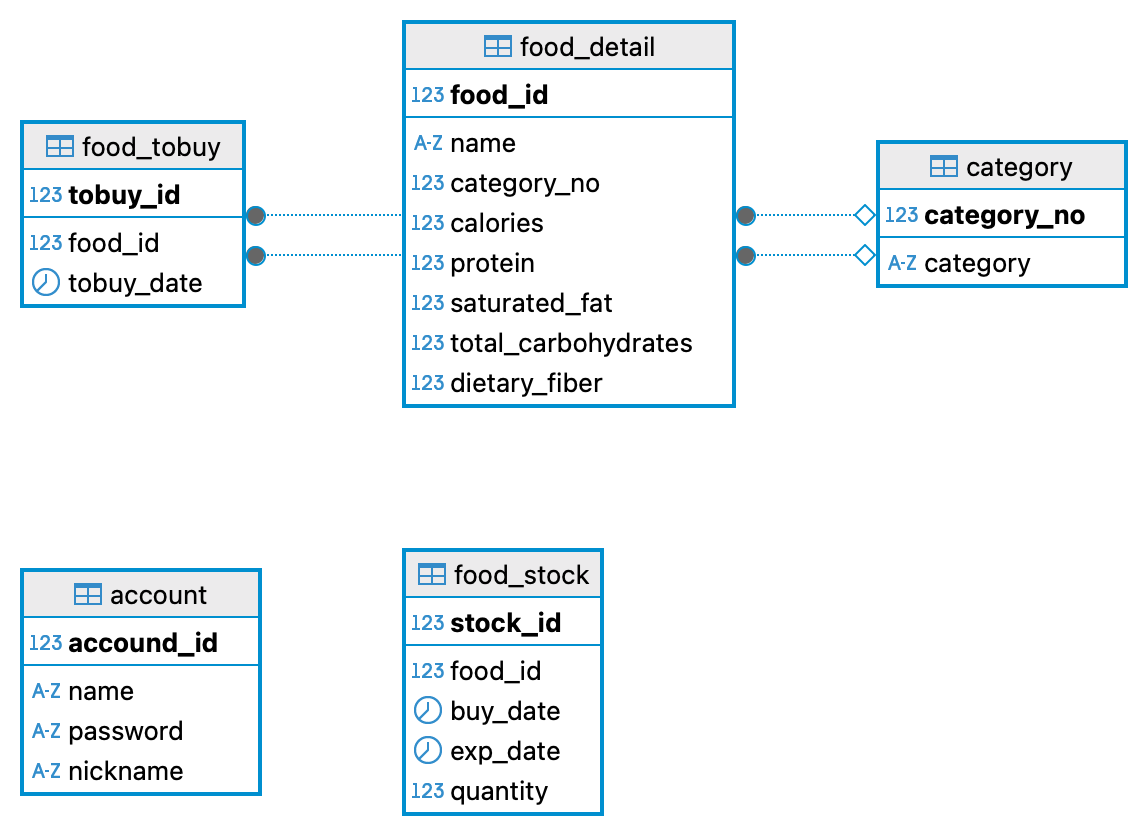 food_detail
123 food_id
A-Z name
123 category_no
123 calories
123 protein
123 saturated_fat
123 total_carbohydrates
123 dietary_fiber
food_tobuy
123 tobuy_id
123 food_id
tobuy_date
category
123 category_no
A-Z category
account
123 accound_id
A-Z name
A-Z password
A-Z nickname
food_stock
123 stock_id
123 food_id
buy_date
exp_date
123 quantity